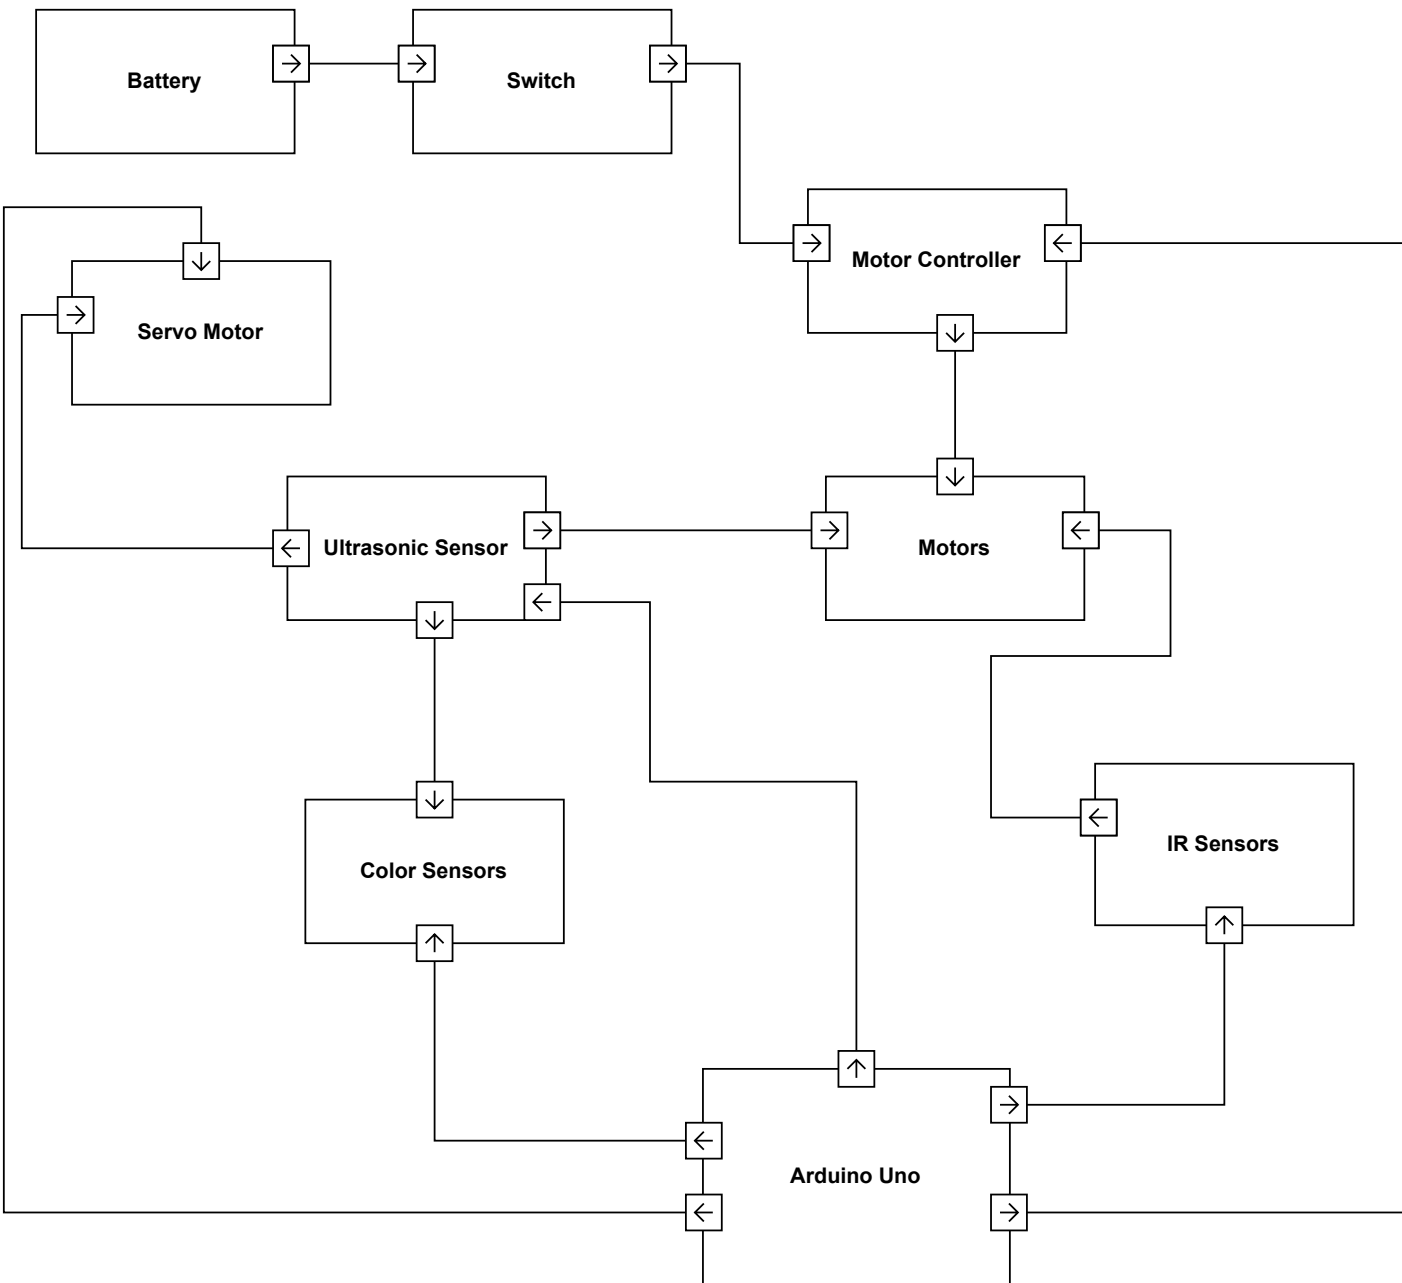 Battery
Switch
Motor Controller
Servo Motor
Ultrasonic Sensor
Motors
IR Sensors
Color Sensors
Arduino Uno